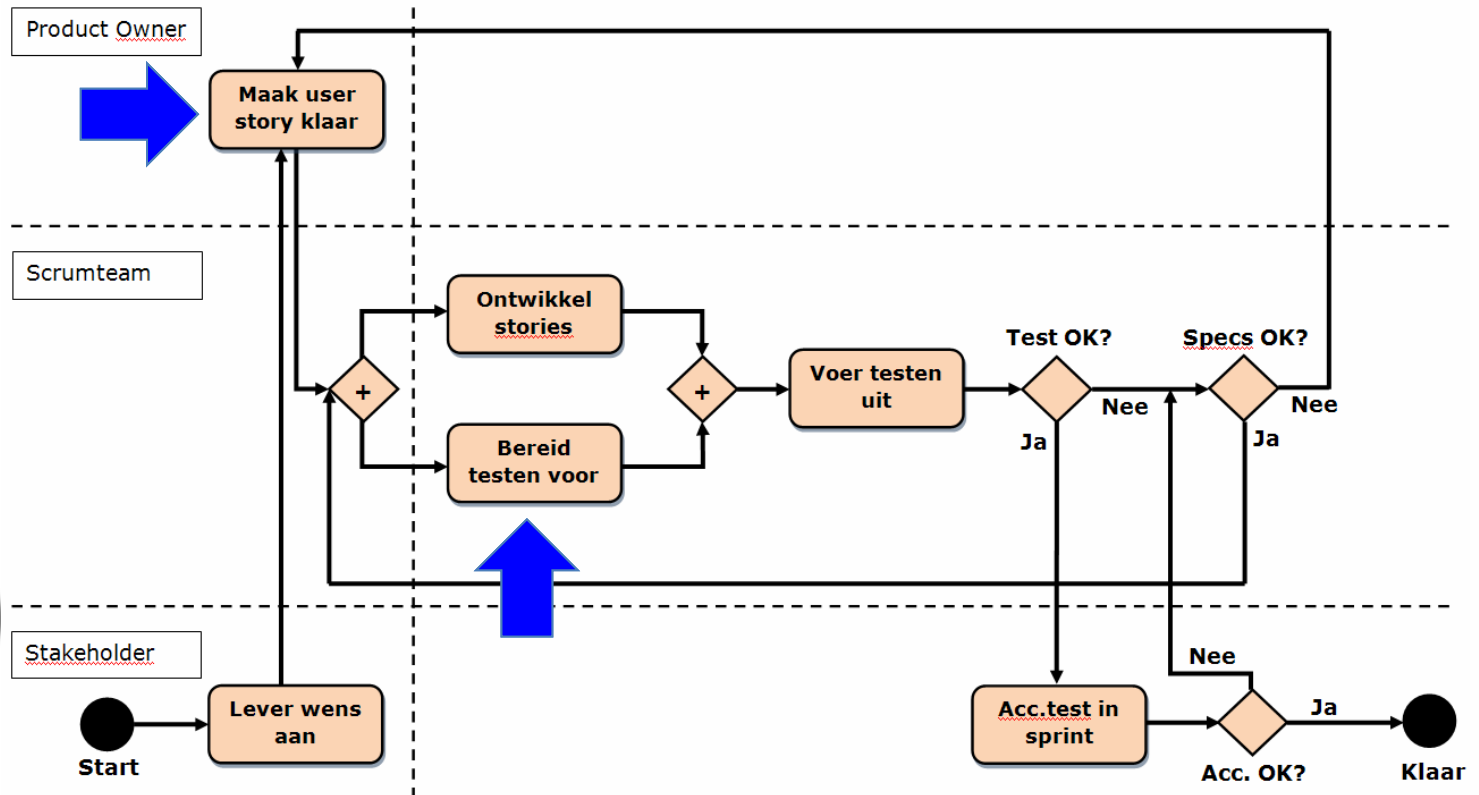 Product Owner
Maak user
story klaar
Scrumteam
Ontwikkel
stories
Test OK?
Specs OK?
+
+
Voer testen
uit
Nee
Nee
Ja
Ja
Bereid
testen voor
Stakeholder
Nee
Lever wens
aan
Acc.test in
sprint
Ja
Start
Acc. OK?
Klaar